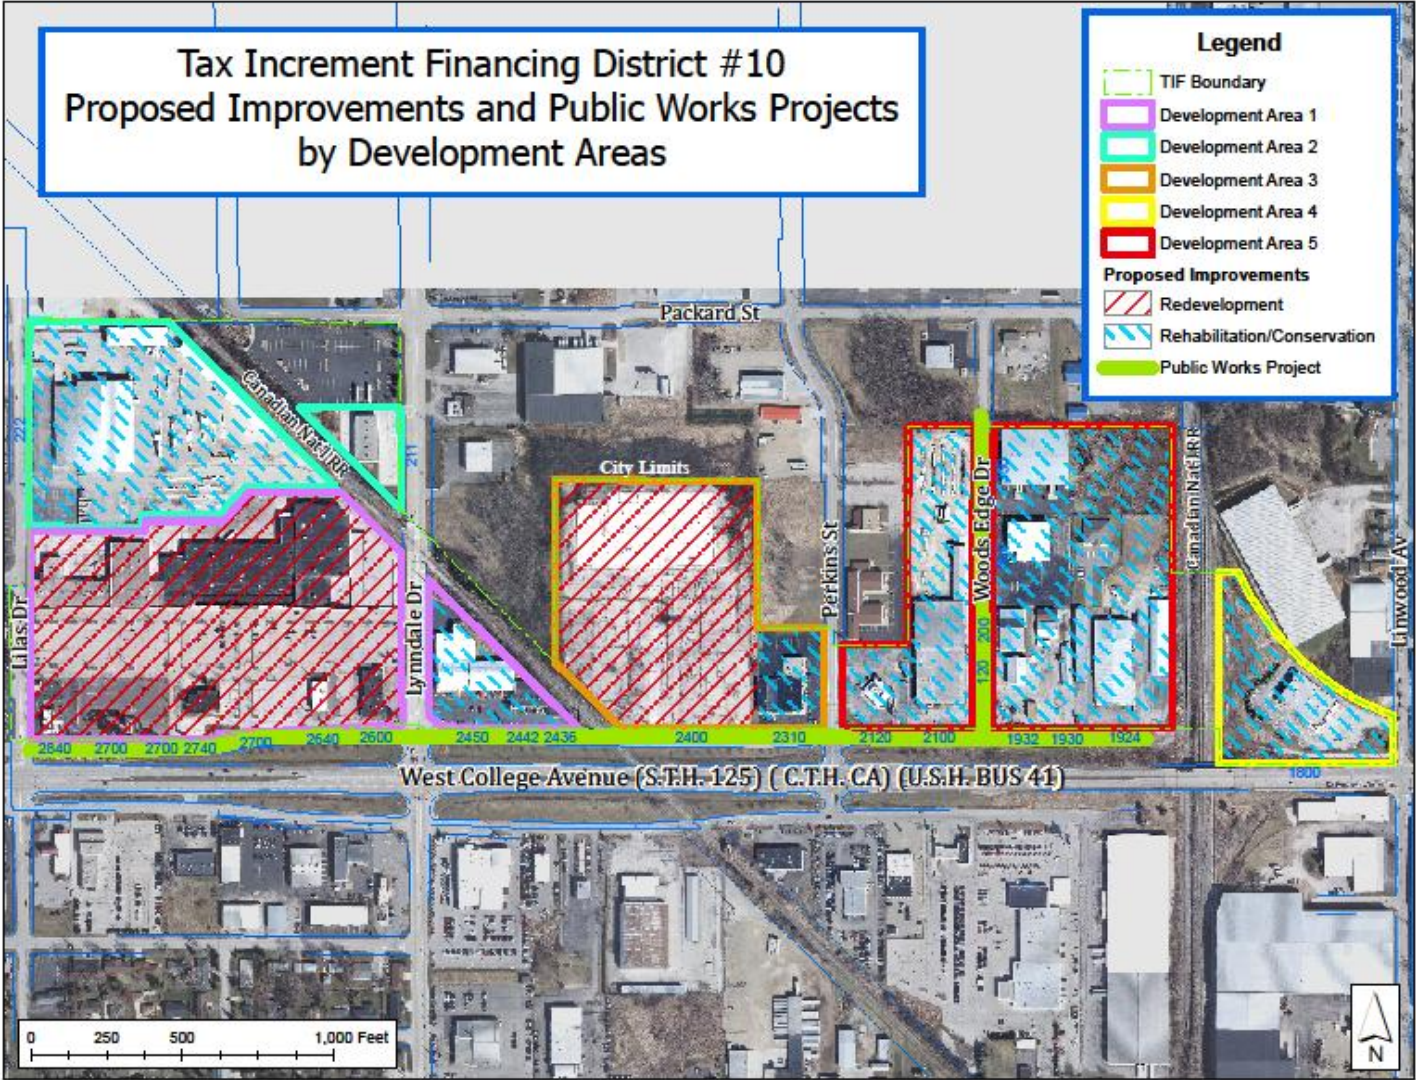 Tax Increment Financing District #10
Proposed Improvements and Public Works Projects
by Development Areas
Legend
TIF Boundary
Development Area 1
Development Area 2
Development Area 3
Development Area 4
Development Area 5
Proposed Improvements
Redevelopment
Rehabilitation/Conservation
Public Works Project
Packard St
Canadian Nat'l RR
222
211
City Limits
Woods Edge Dr
Canadian Nat'l RR
Perkins St
Linwood Av
Lilas Dr
Lynndale Dr
200
120
2840 2700 2700 2740 2700 2640 2600 2450 2442 2436 2400 2310 2120 2100 1932 1930 1924
1800
West College Avenue (S.T.H. 125) ( C.T.H. CA) (U.S.H. BUS 41)
0 250 500 1,000 Feet
N